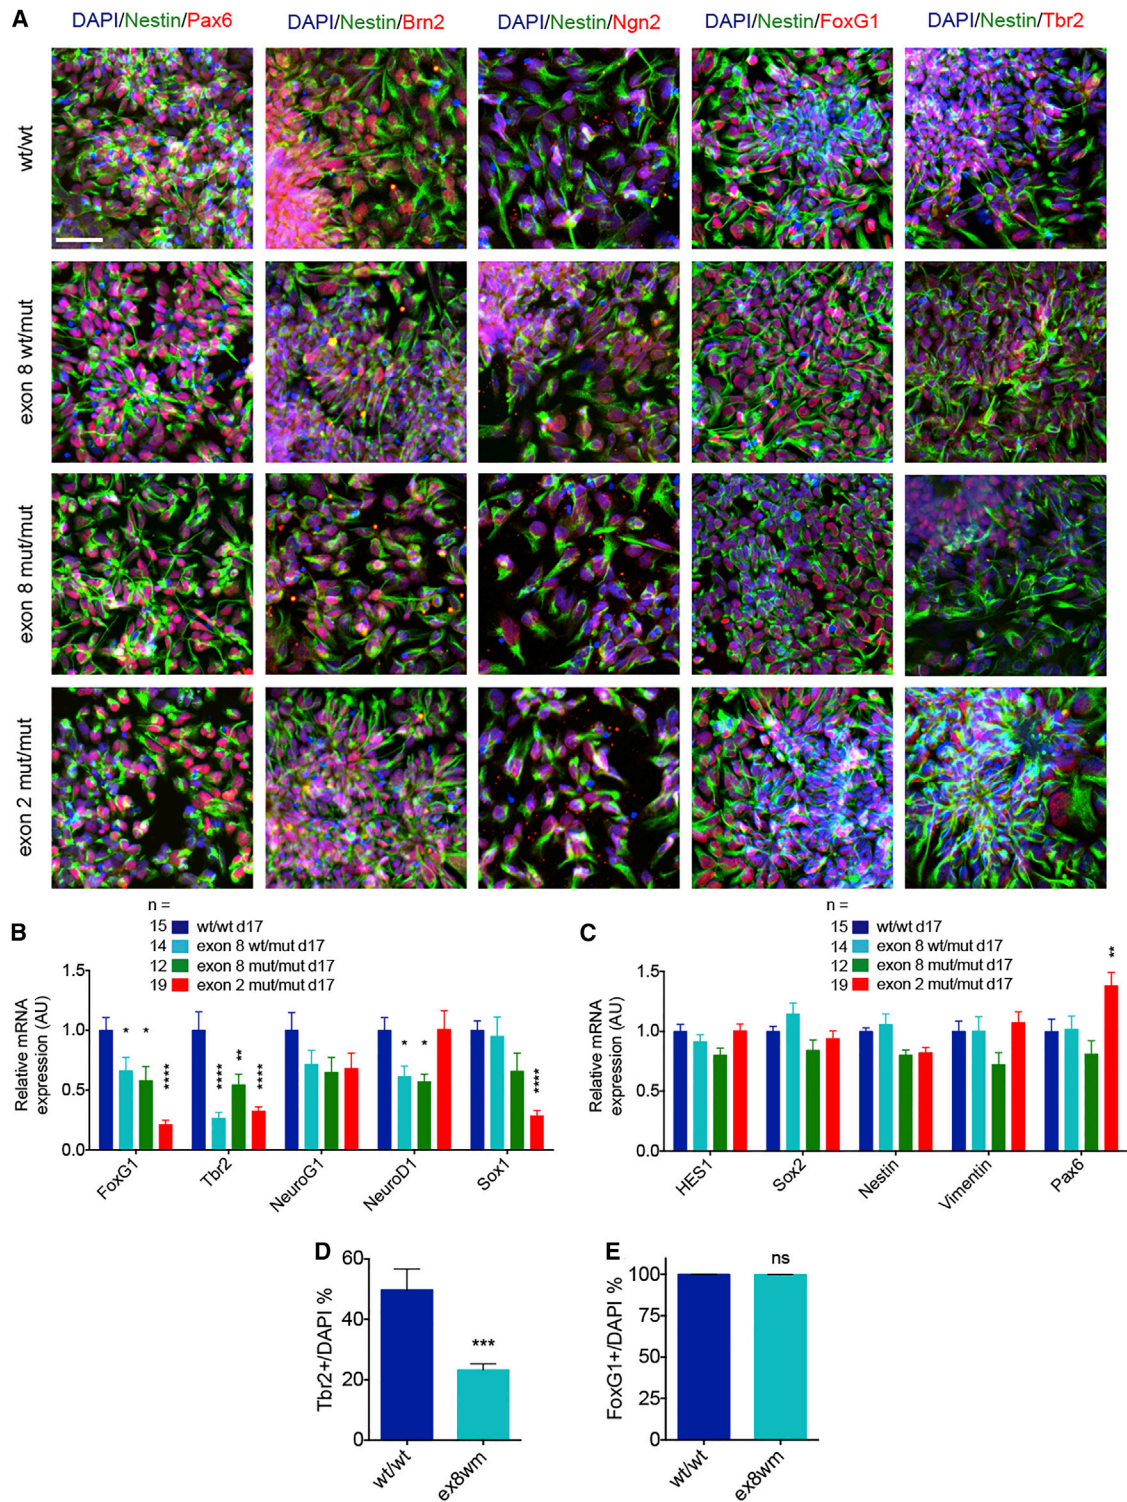 A
DAPI/Nestin/Pax6
DAPI/Nestin/Brn2
DAPI/Nestin/Ngn2
DAPI/Nestin/FoxG1
DAPI/Nestin/Tbr2
wt/wt
exon 8 wt/mut
exon 8 mut/mut
exon 2 mut/mut
B
n =
15 wt/wt d17
14 exon 8 wt/mut d17
12 exon 8 mut/mut d17
19 exon 2 mut/mut d17
Relative mRNA
expression (AU)
1.5
1.0
0.5
0.0
* *
****
****
**
****
* *
****
FoxG1
Tbr2
NeuroG1
NeuroD1
Sox1
C
n =
15 wt/wt d17
14 exon 8 wt/mut d17
12 exon 8 mut/mut d17
19 exon 2 mut/mut d17
Relative mRNA
expression (AU)
1.5
1.0
0.5
0.0
**
HES1
Sox2
Nestin
Vimentin
Pax6
D
Tbr2+/DAPI %
60
40
20
0
***
wt/wt
ex8wm
E
FoxG1+/DAPI %
100
75
50
25
0
ns
wt/wt
ex8wm